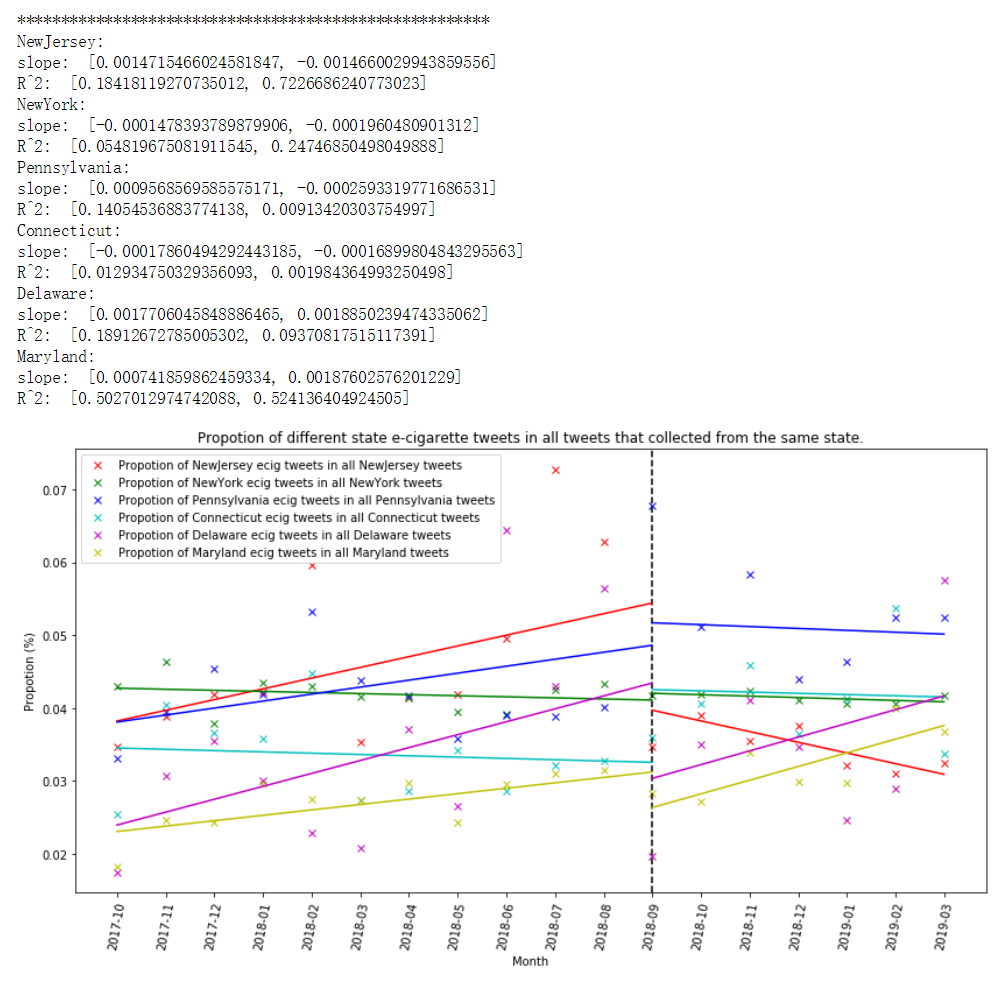 ******************************************************
NewJersey:
slope:  [0.0014715466024581847, -0.0014660029943859556]
R^2:  [0.18418119270735012, 0.7226686240773023]
NewYork:
slope:  [-0.0001478393789879906, -0.0001960480901312]
R^2:  [0.054819675081911545, 0.24746850498049888]
Pennsylvania:
slope:  [0.0009568569585575171, -0.0002593319771686531]
R^2:  [0.14054536883774138, 0.00913420303754997]
Connecticut:
slope:  [-0.00017860494292443185, -0.00016899804843295563]
R^2:  [0.012934750329356093, 0.001984364993250498]
Delaware:
slope:  [0.0017706045848886465, 0.0018850239474335062]
R^2:  [0.18912672785005302, 0.09370817515117391]
Maryland:
slope:  [0.000741859862459334, 0.00187602576201229]
R^2:  [0.5027012974742088, 0.524136404924505]
Propotion of different state e-cigarette tweets in all tweets that collected from the same state.
Propotion of NewJersey ecig tweets in all NewJersey tweets
Propotion of NewYork ecig tweets in all NewYork tweets
Propotion of Pennsylvania ecig tweets in all Pennsylvania tweets
Propotion of Connecticut ecig tweets in all Connecticut tweets
Propotion of Delaware ecig tweets in all Delaware tweets
Propotion of Maryland ecig tweets in all Maryland tweets
Propotion (%)
0.07
0.06
0.05
0.04
0.03
0.02
2017-10
2017-11
2017-12
2018-01
2018-02
2018-03
2018-04
2018-05
2018-06
2018-07
2018-08
2018-09
2018-10
2018-11
2018-12
2019-01
2019-02
2019-03
Month